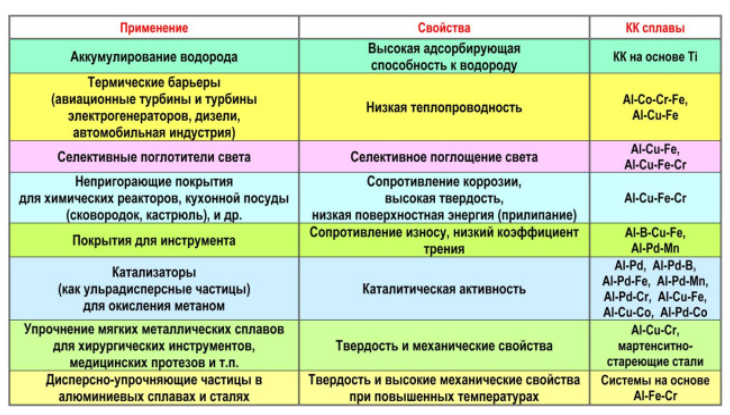 Применение
Свойства
КК сплавы
Аккумулирование водорода
Высокая адсорбирующая
способность к водороду
КК на основе Ti
Термические барьеры
(авиационные турбины и турбины
электрогенераторов, дизели,
автомобильная индустрия)
Низкая теплопроводность
Al-Co-Cr-Fe,
Al-Cu-Fe
Селективные поглотители света
Селективное поглощение света
Al-Cu-Fe,
Al-Cu-Fe-Cr
Непригорающие покрытия
для химических реакторов, кухонной посуды
(сковородок, кастрюль), и др.
Сопротивление коррозии,
высокая твердость,
низкая поверхностная энергия (прилипание)
Al-Cu-Fe-Cr
Покрытия для инструмента
Сопротивление износу, низкий коэффициент
трения
Al-B-Cu-Fe,
Al-Pd-Mn
Катализаторы
(как ульрадисперсные частицы)
для окисления метаном
Каталитическая активность
Al-Pd, Al-Pd-B,
Al-Pd-Fe, Al-Pd-Mn,
Al-Pd-Cr, Al-Cu-Fe,
Al-Cu-Co, Al-Pd-Co
Упрочнение мягких металлических сплавов
для хирургических инструментов,
медицинских протезов и т.п.
Твердость и механические свойства
Al-Cu-Cr,
мартенситно-
стареющие стали
Дисперсно-упрочняющие частицы в
алюминиевых сплавах и сталях
Твердость и высокие механические свойства
при повышенных температурах
Системы на основе
Al-Fe-Cr